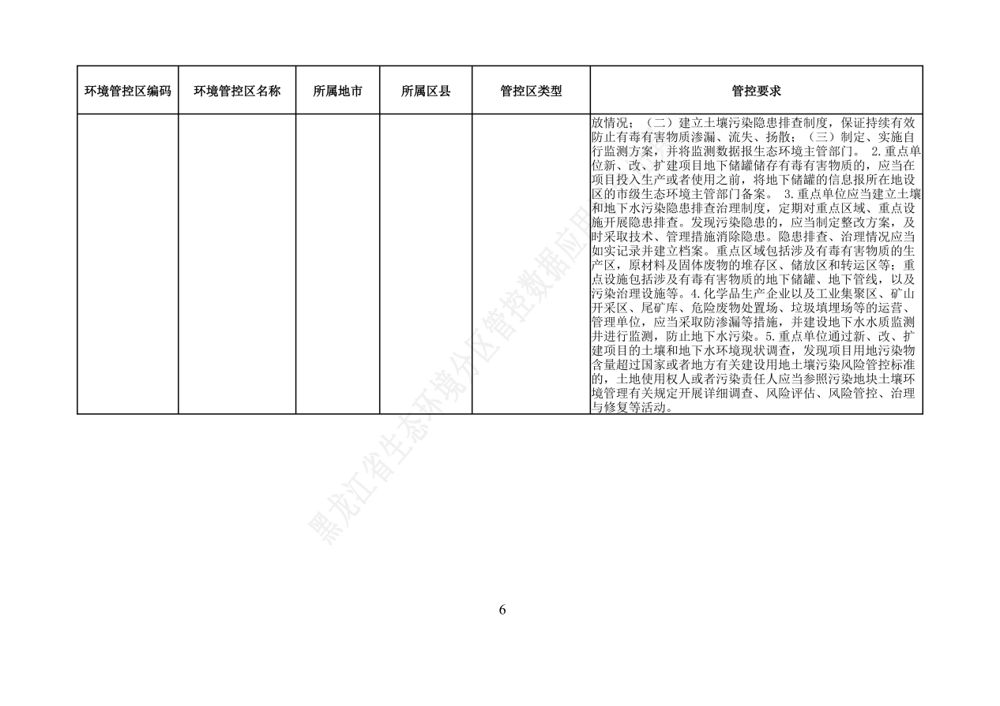 环境管控区编码 环境管控区名称 所属地市 所属区县 管控区类型 管控要求
放情况；（二）建立土壤污染隐患排查制度，保证持续有效
防止有毒有害物质渗漏、流失、扬散；（三）制定、实施自
行监测方案，并将监测数据报生态环境主管部门。 2.重点单
位新、改、扩建项目地下储罐储存有毒有害物质的，应当在
项目投入生产或者使用之前，将地下储罐的信息报所在地设
区的市级生态环境主管部门备案。 3.重点单位应当建立土壤
和地下水污染隐患排查治理制度，定期对重点区域、重点设
施开展隐患排查。发现污染隐患的，应当制定整改方案，及
时采取技术、管理措施消除隐患。隐患排查、治理情况应当
如实记录并建立档案。重点区域包括涉及有毒有害物质的生
产区，原材料及固体废物的堆存区、储放区和转运区等；重
点设施包括涉及有毒有害物质的地下储罐、地下管线，以及
污染治理设施等。4.化学品生产企业以及工业集聚区、矿山
开采区、尾矿库、危险废物处置场、垃圾填埋场等的运营、
管理单位，应当采取防渗漏等措施，并建设地下水水质监测
井进行监测，防止地下水污染。5.重点单位通过新、改、扩
建项目的土壤和地下水环境现状调查，发现项目用地污染物
含量超过国家或者地方有关建设用地土壤污染风险管控标准
的，土地使用权人或者污染责任人应当参照污染地块土壤环
境管理有关规定开展详细调查、风险评估、风险管控、治理
与修复等活动。
黑龙江省生态环境分区管控数据应用
6